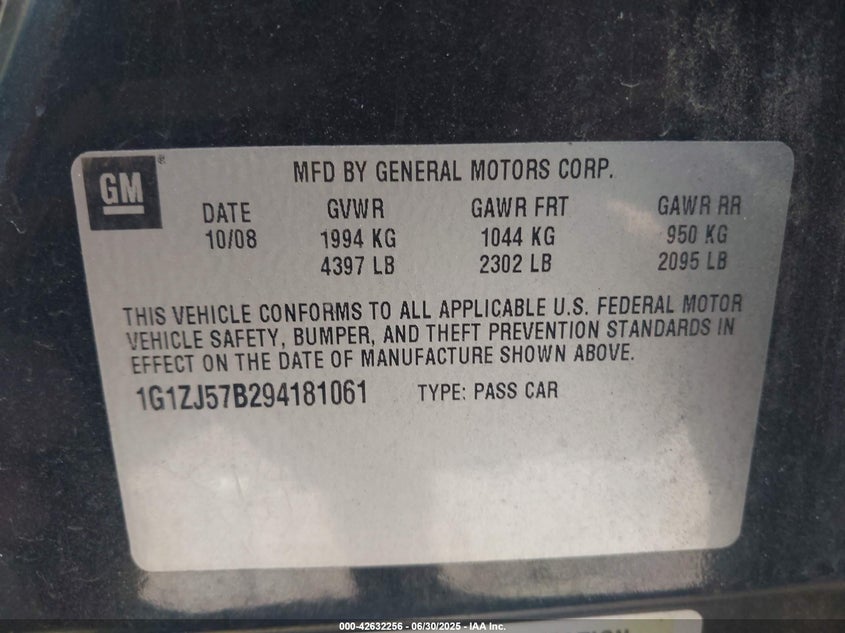 GM
MFD BY GENERAL MOTORS CORP.
DATE GVWR GAWR FRT GAWR RR
10/08 1994 KG 1044 KG 950 KG
4397 LB 2302 LB 2095 LB
THIS VEHICLE CONFORMS TO ALL APPLICABLE U.S. FEDERAL MOTOR
VEHICLE SAFETY, BUMPER, AND THEFT PREVENTION STANDARDS IN
EFFECT ON THE DATE OF MANUFACTURE SHOWN ABOVE.
1G1ZJ57B294181061 TYPE: PASS CAR
000-42632256 - 06/30/2025 - IAA Inc.